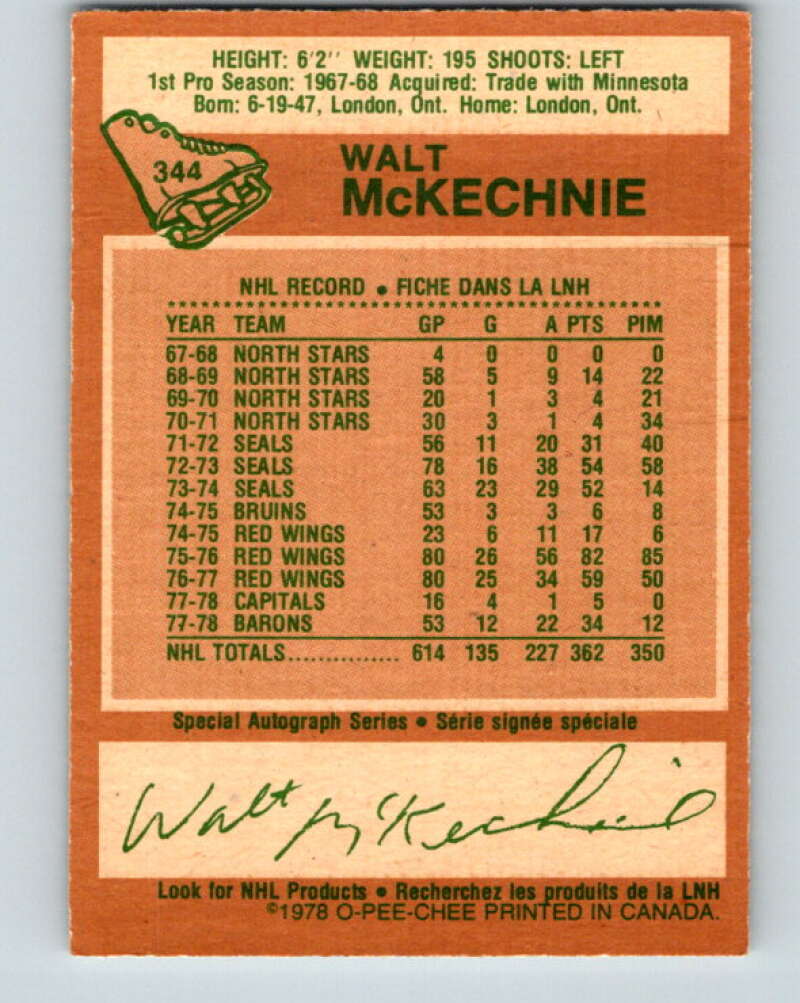 HEIGHT: 6'2'' WEIGHT: 195 SHOOTS: LEFT
1st Pro Season: 1967-68 Acquired: Trade with Minnesota
Born: 6-19-47, London, Ont. Home: London, Ont.
344
WALT
McKECHNIE
NHL RECORD • FICHE DANS LA LNH
YEAR TEAM GP G A PTS PIM
67-68 NORTH STARS 4 0 0 0 0
68-69 NORTH STARS 58 5 9 14 22
69-70 NORTH STARS 20 1 3 4 21
70-71 NORTH STARS 30 3 1 4 34
71-72 SEALS 56 11 20 31 40
72-73 SEALS 78 16 38 54 58
73-74 SEALS 63 23 29 52 14
74-75 BRUINS 53 3 3 6 8
74-75 RED WINGS 23 6 11 17 6
75-76 RED WINGS 80 26 56 82 85
76-77 RED WINGS 80 25 34 59 50
77-78 CAPITALS 16 4 1 5 0
77-78 BARONS 53 12 22 34 12
NHL TOTALS............... 614 135 227 362 350
Special Autograph Series • Série signée spéciale
Walt McKechnie
Look for NHL Products • Recherchez les produits de la LNH
©1978 O-PEE-CHEE PRINTED IN CANADA.